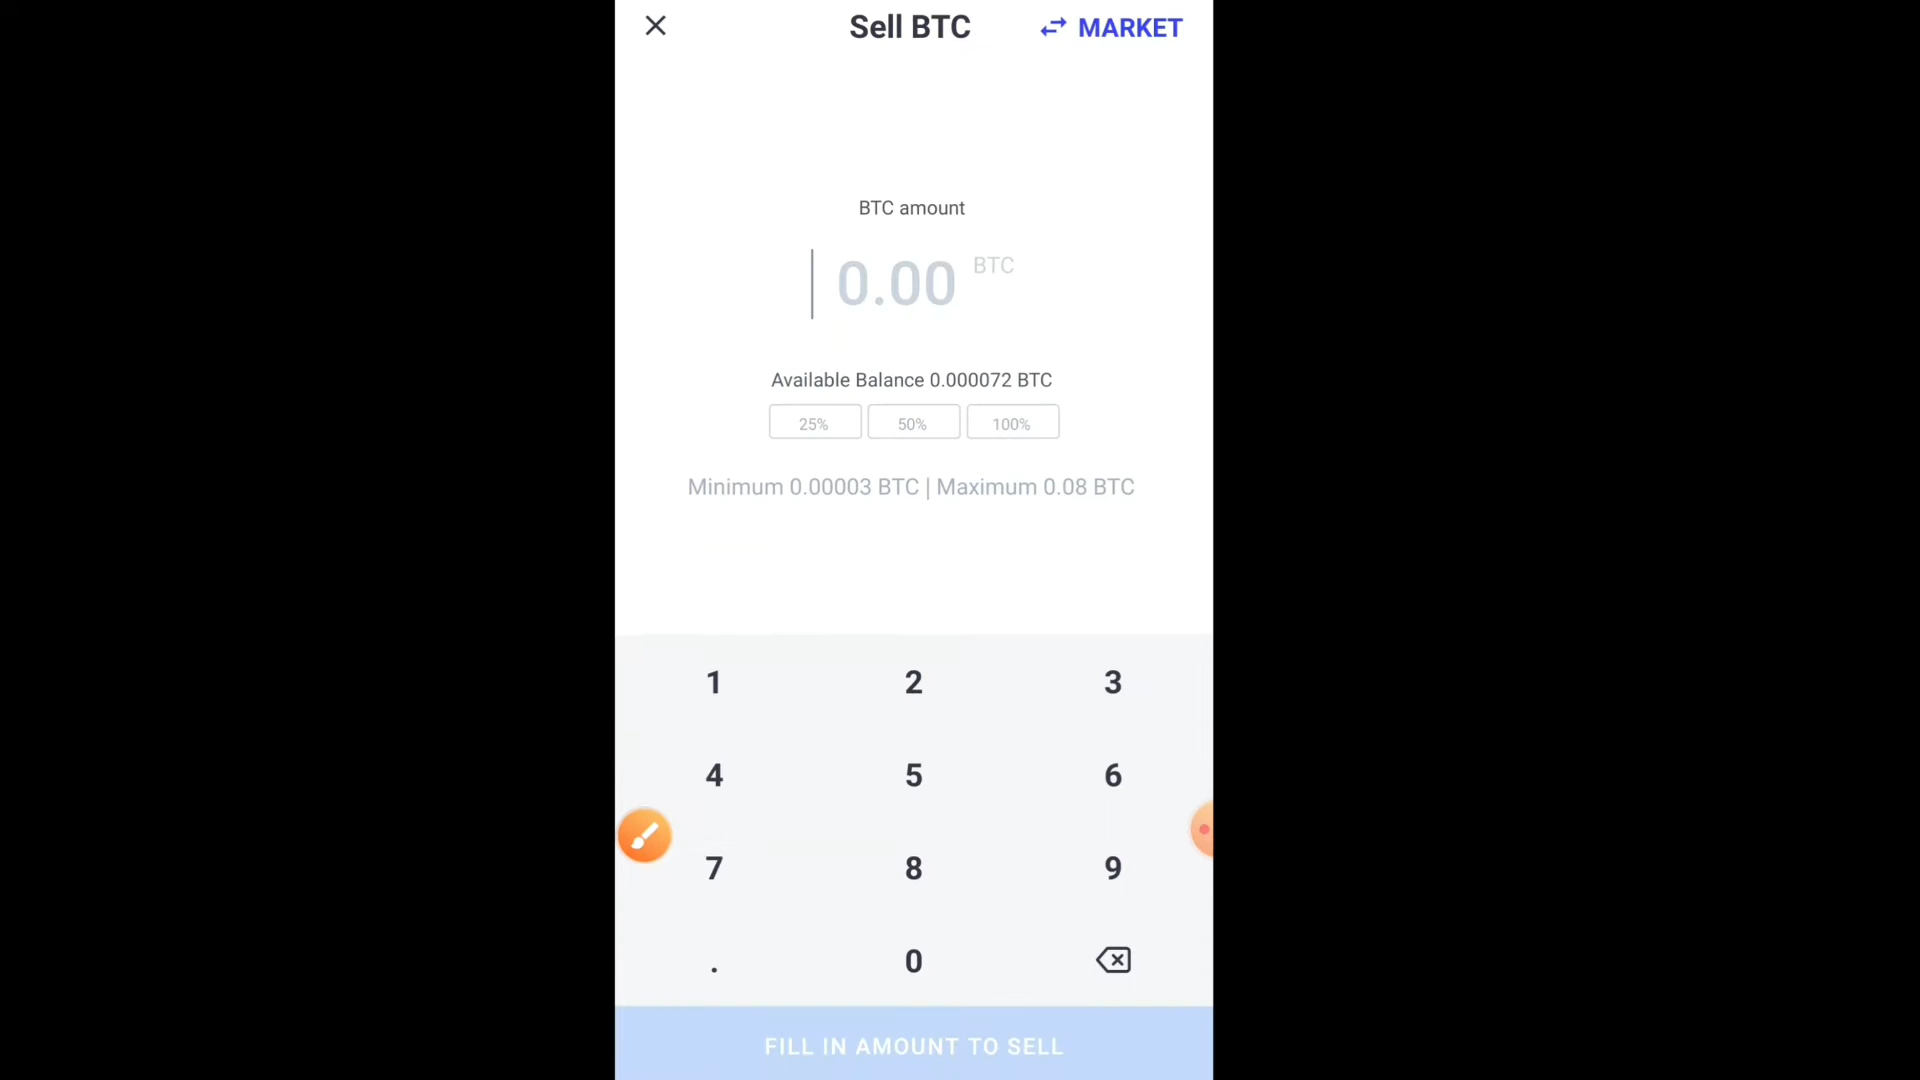 Sell BTC
MARKET
BTC amount
0.00 BTC
Available Balance 0.000072 BTC
25% 50% 100%
Minimum 0.00003 BTC | Maximum 0.08 BTC
1 2 3
4 5 6
7 8 9
. 0
FILL IN AMOUNT TO SELL